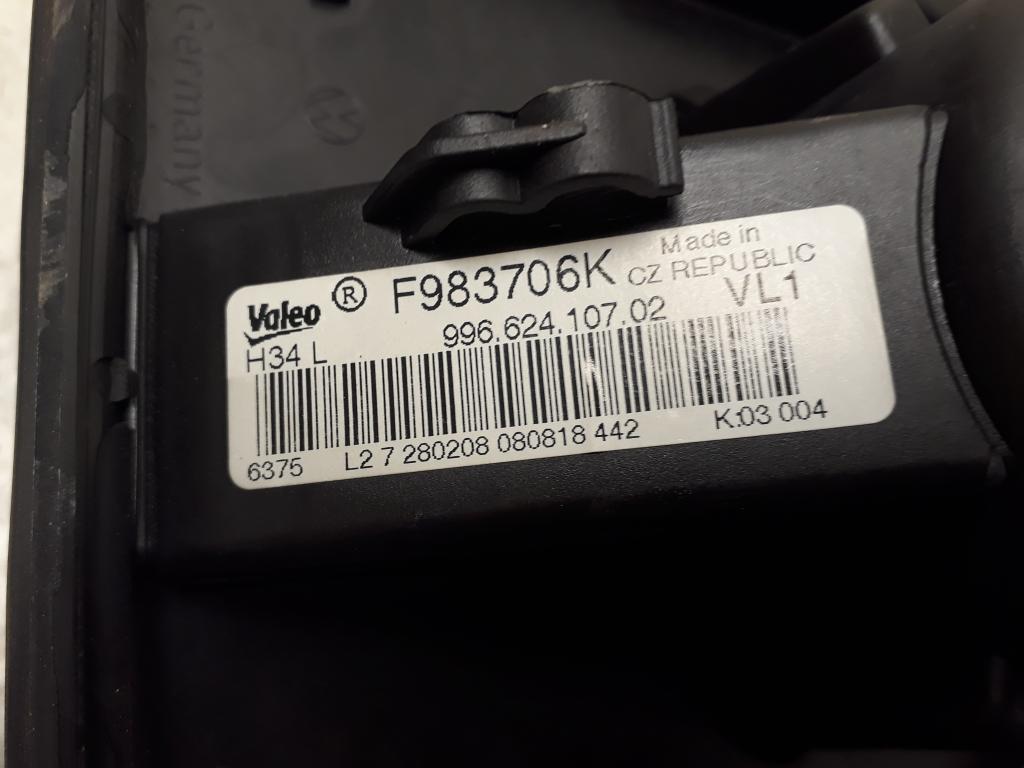 Germany
Valeo ® F983706K Made in
CZ REPUBLIC
H34 L 996.624.107.02 VL1
6375 L2 7 280208 080818 442 K:03 004